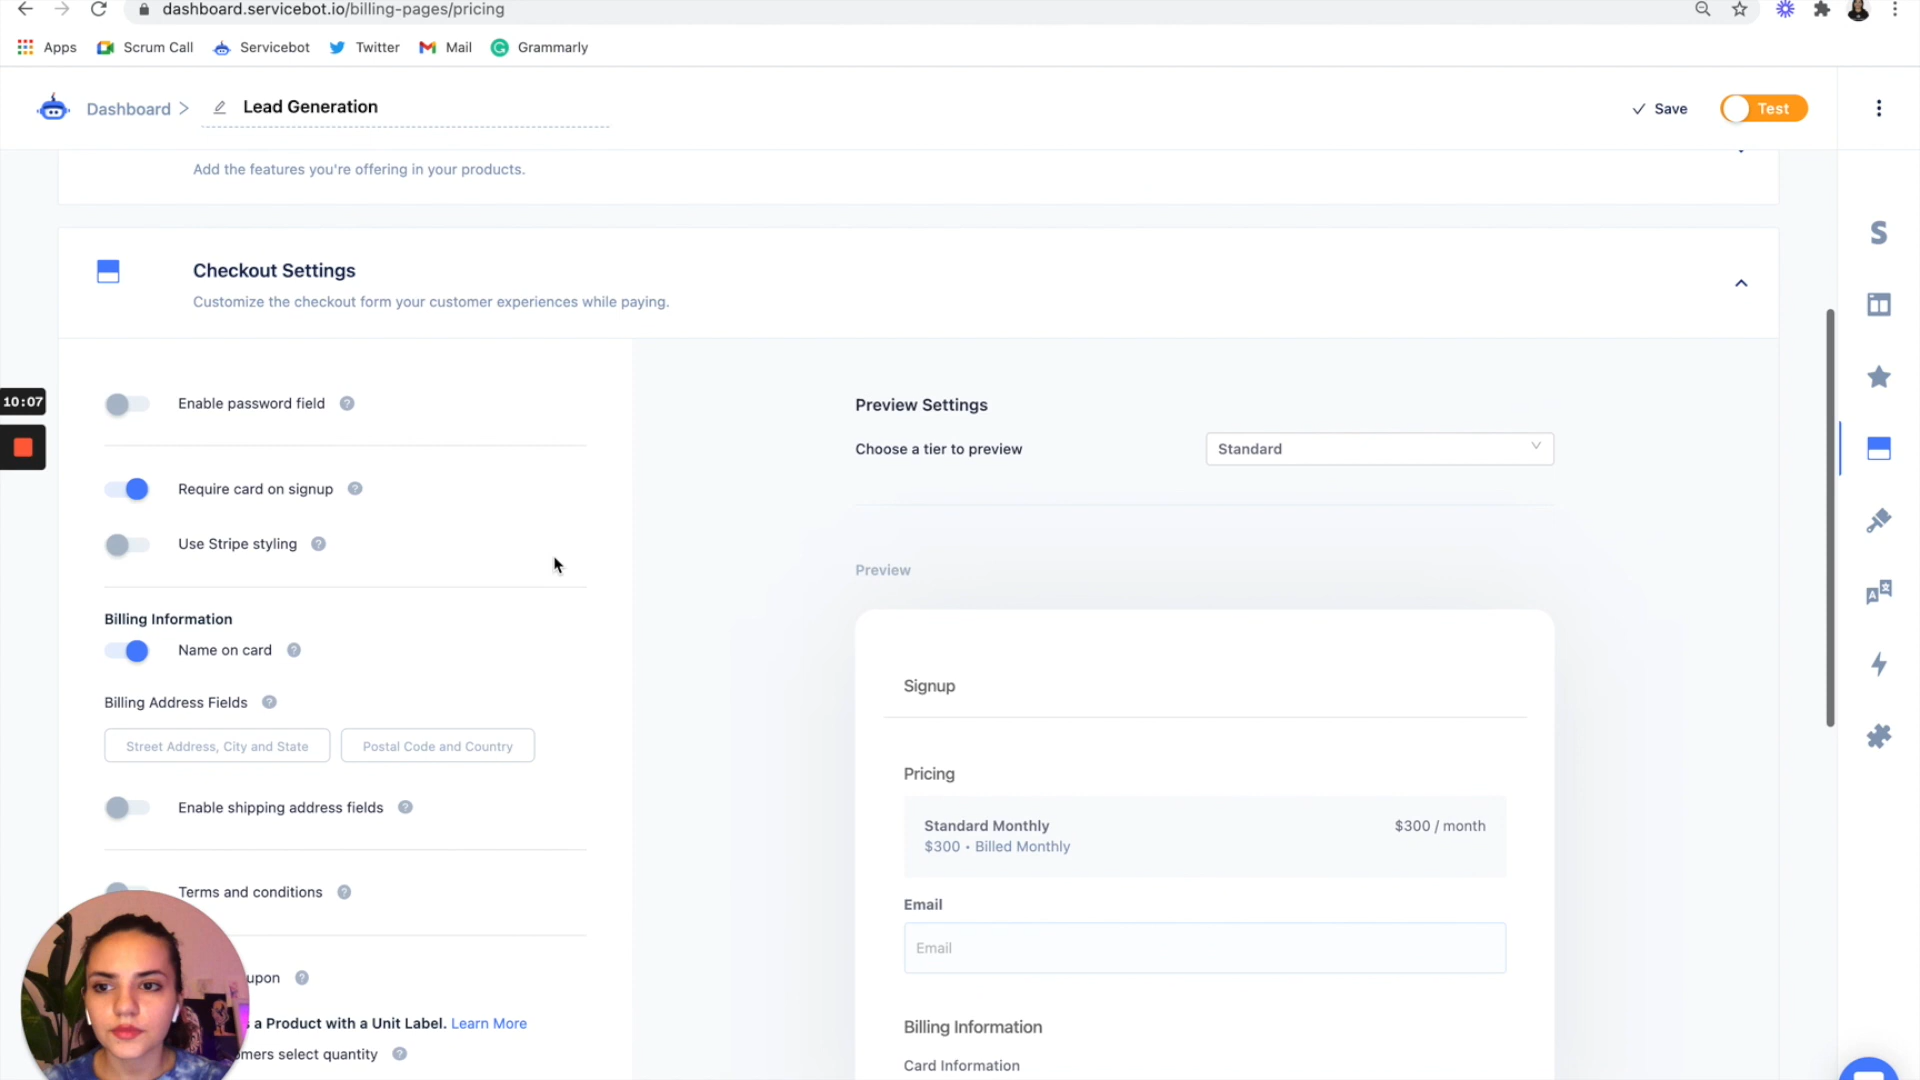 dashboard.servicebot.io/billing-pages/pricing
Apps Scrum Call Servicebot Twitter Mail Grammarly
Dashboard > Lead Generation
Save Test
Add the features you're offering in your products.
Checkout Settings
Customize the checkout form your customer experiences while paying.
10:07
Enable password field ?
Require card on signup ?
Use Stripe styling ?
Billing Information
Name on card ?
Billing Address Fields ?
Street Address, City and State Postal Code and Country
Enable shipping address fields ?
Terms and conditions ?
upon ?
s a Product with a Unit Label. Learn More
omers select quantity ?
Preview Settings
Choose a tier to preview Standard
Preview
Signup
Pricing
Standard Monthly $300 / month
$300 • Billed Monthly
Email
Email
Billing Information
Card Information
S
A